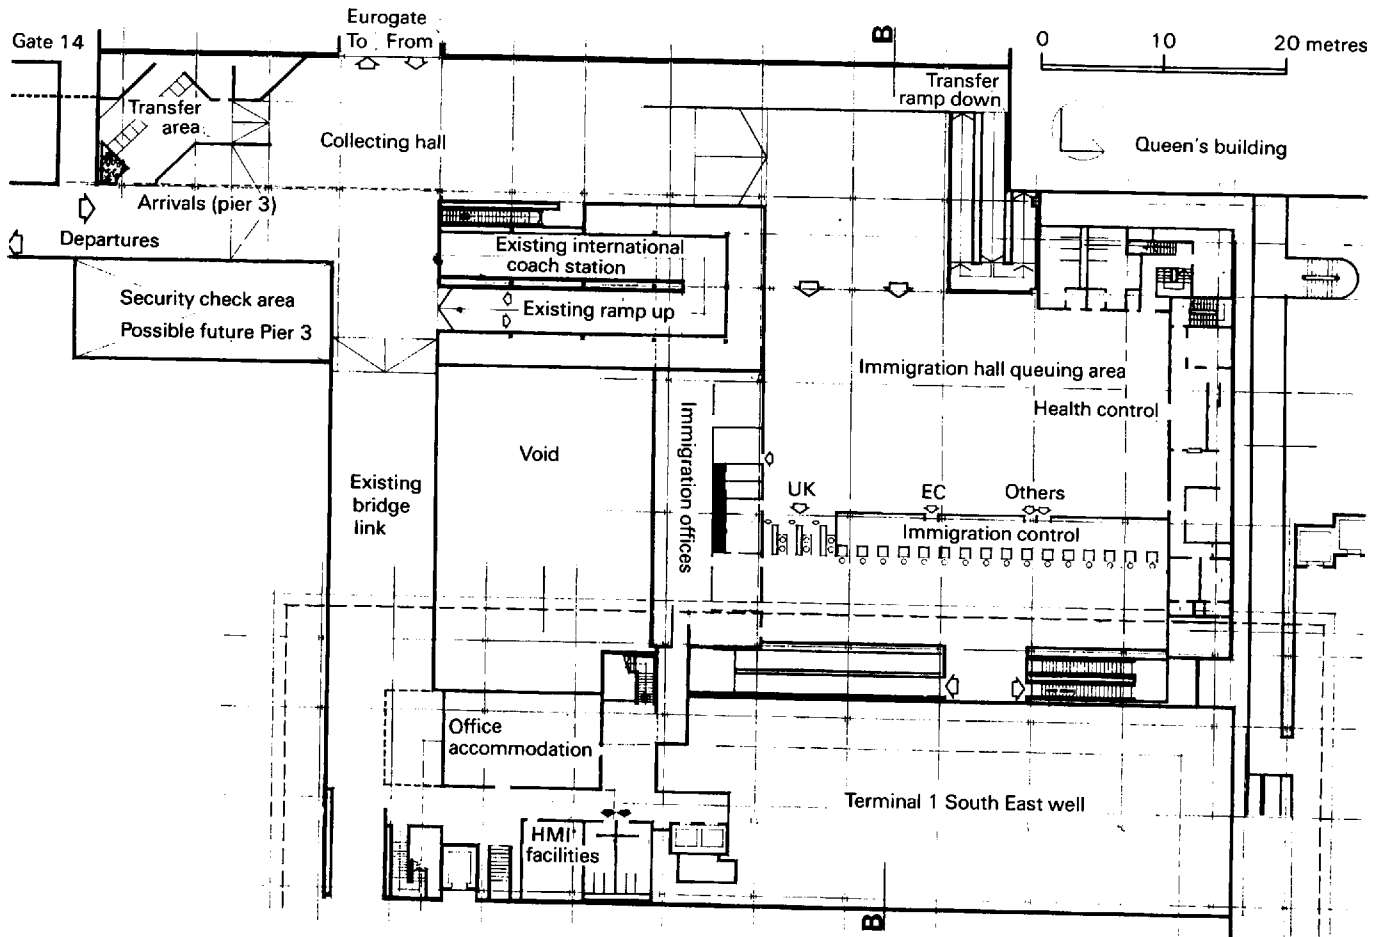 Eurogate
Gate 14
To From
B
0 10 20 metres
Transfer
ramp down
Transfer
area
Collecting hall
Queen's building
Arrivals (pier 3)
Departures
Existing international
coach station
Security check area
Possible future Pier 3
Existing ramp up
Immigration hall queuing area
Health control
Immigration offices
Void
Existing
bridge
link
UK
EC
Others
Immigration control
Office
accommodation
Terminal 1 South East well
HMI
facilities
B